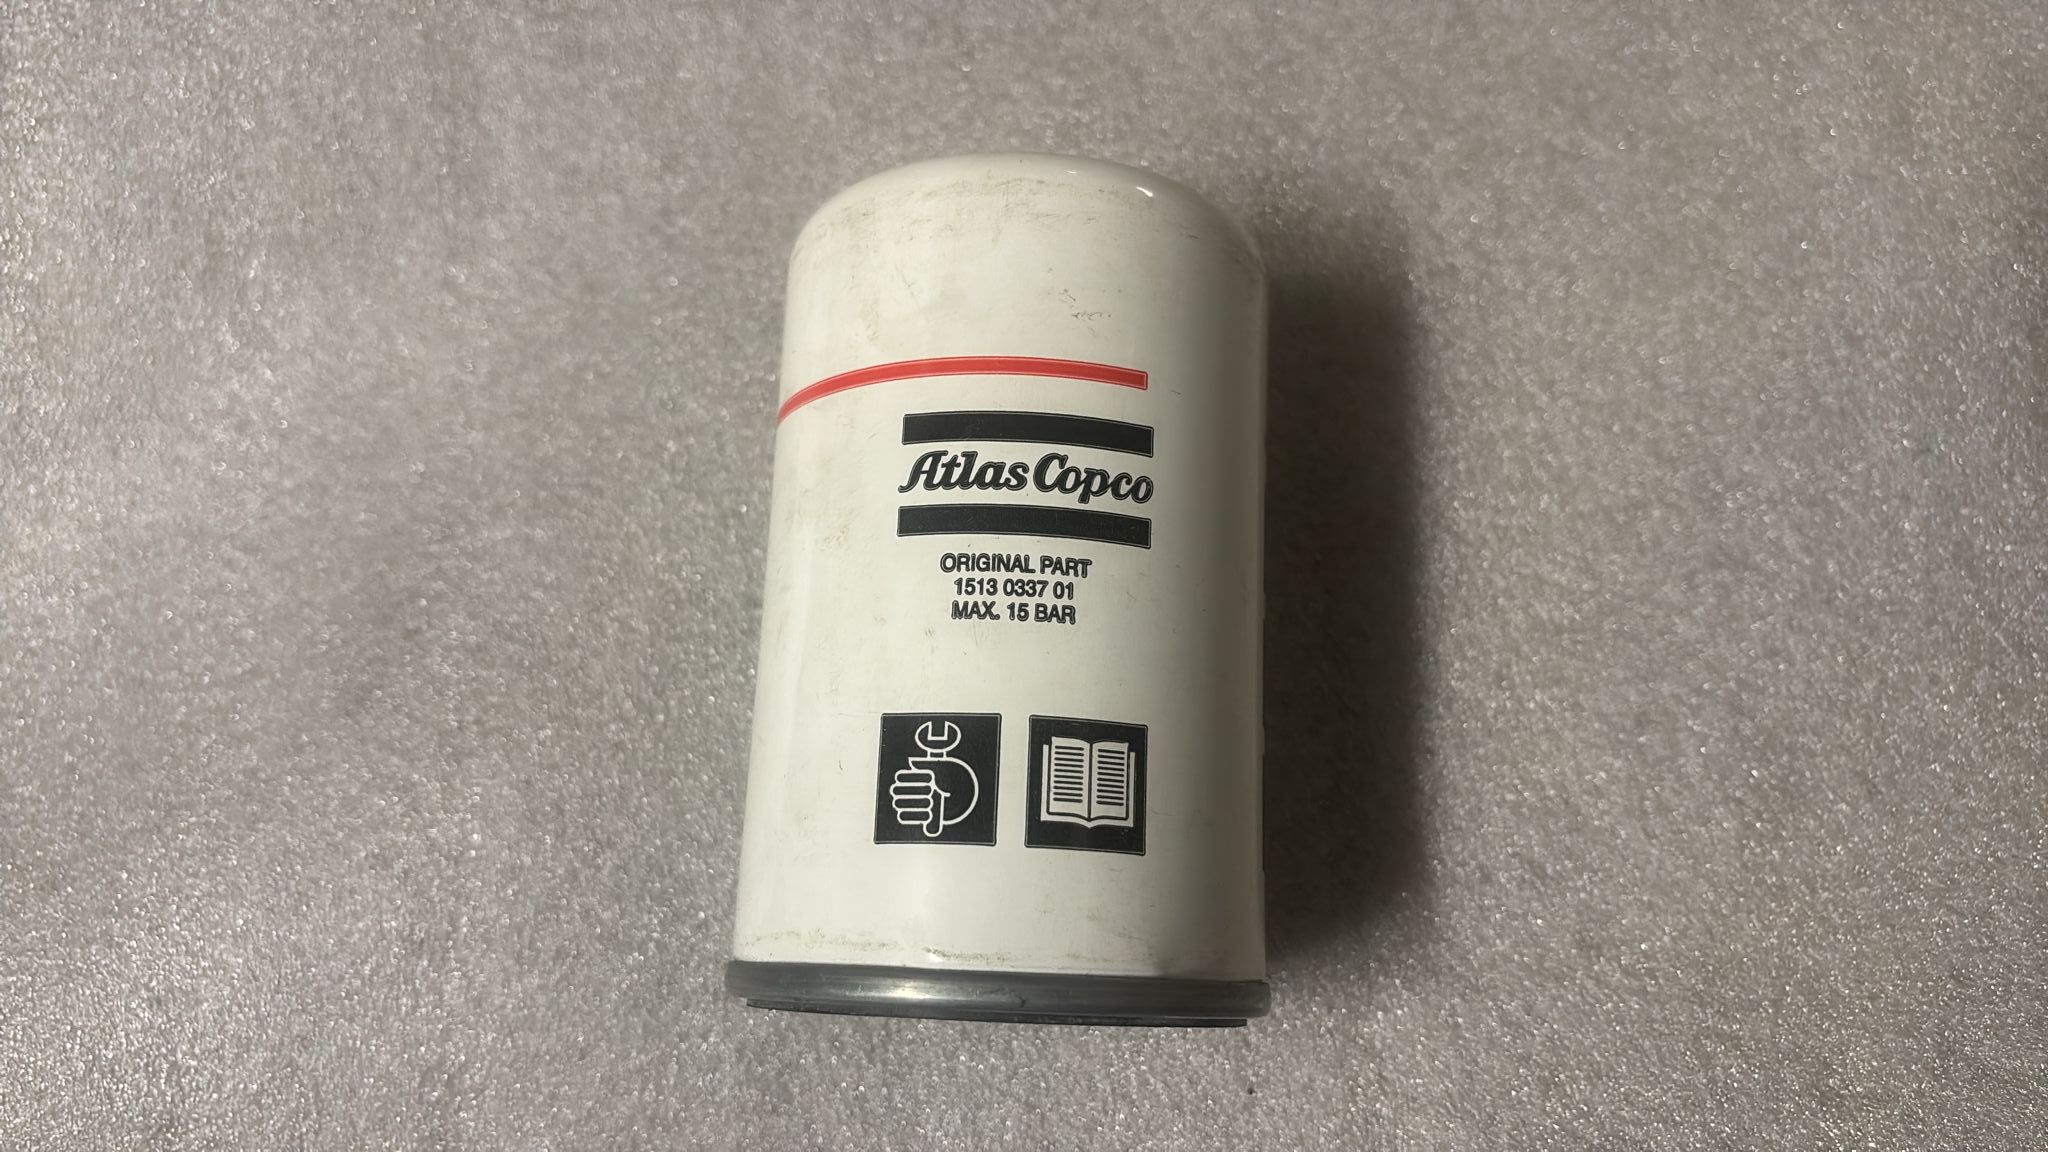 Atlas Copco
ORIGINAL PART
1513 0337 01
MAX. 15 BAR